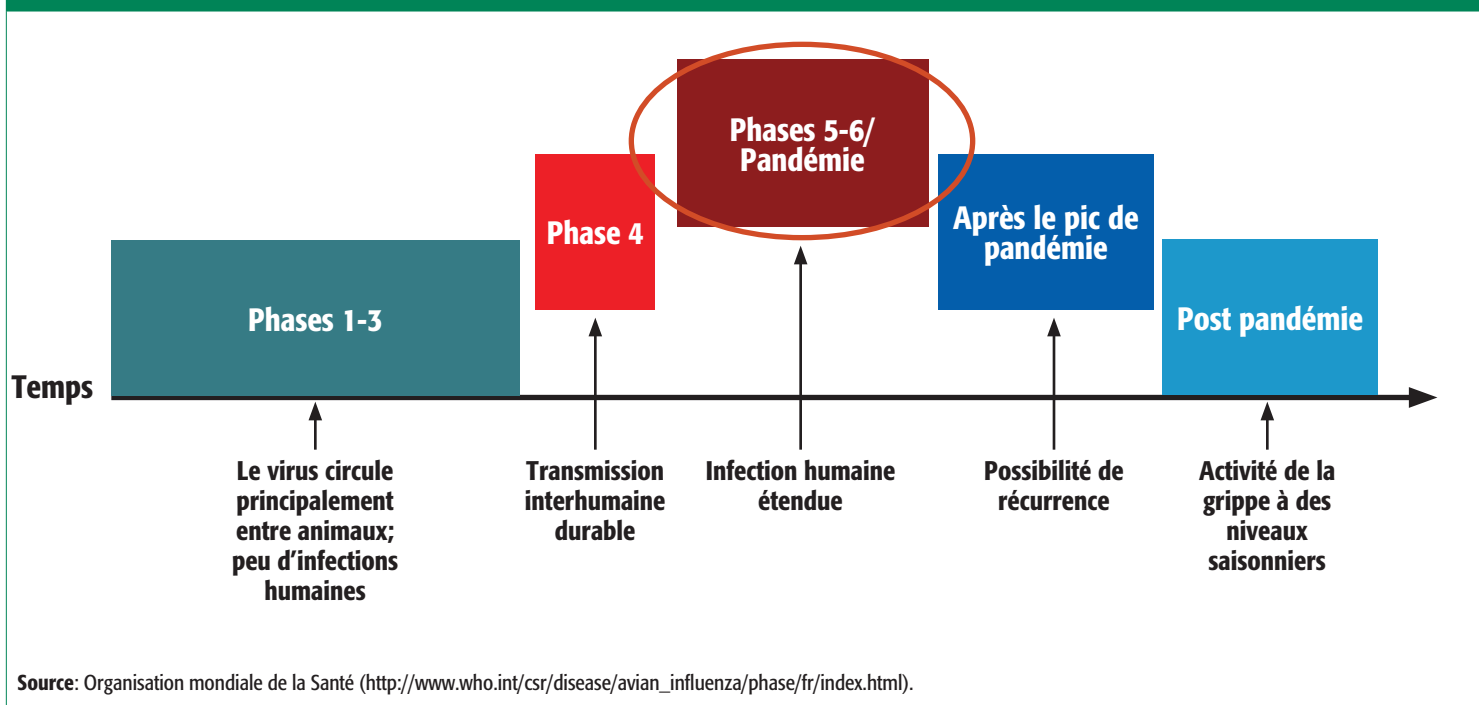 Phases 5-6/
Pandémie
Phase 4
Après le pic de
pandémie
Phases 1-3
Post pandémie
Temps
Le virus circule
principalement
entre animaux;
peu d’infections
humaines
Transmission
interhumaine
durable
Infection humaine
étendue
Possibilité de
récurrence
Activité de la
grippe à des
niveaux
saisonniers
Source: Organisation mondiale de la Santé (http://www.who.int/csr/disease/avian_influenza/phase/fr/index.html).